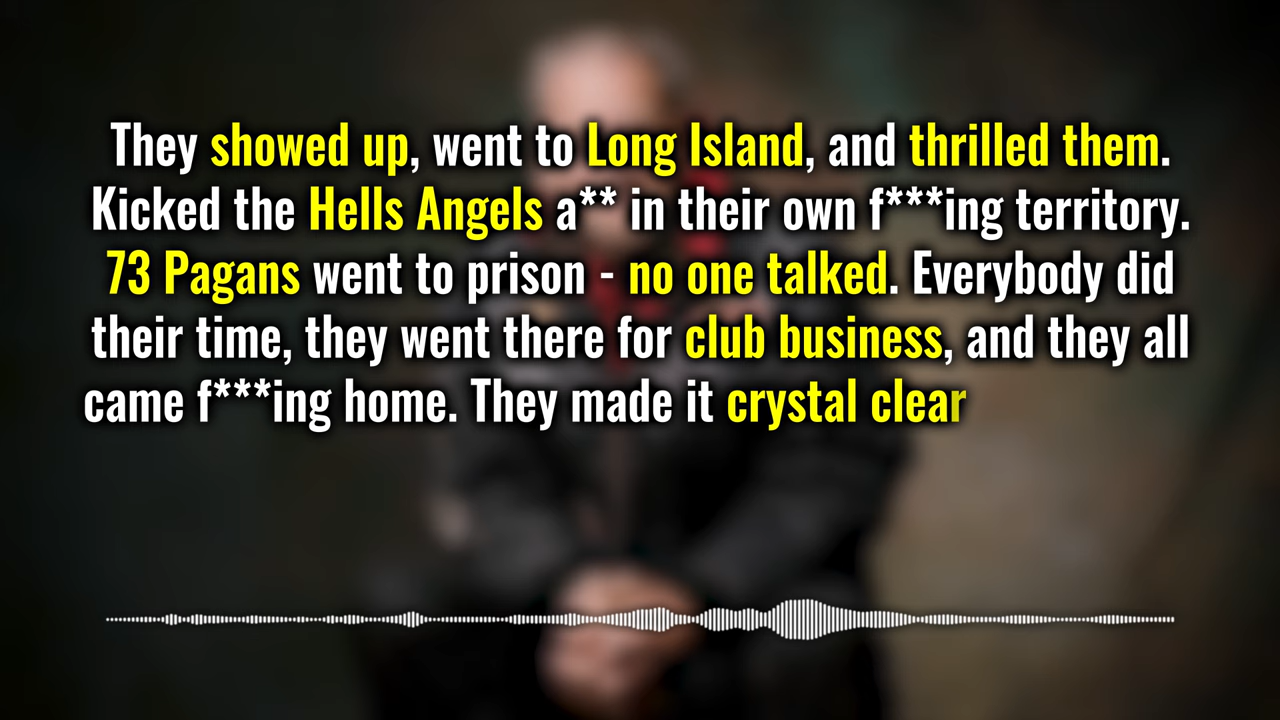 They showed up, went to Long Island, and thrilled them.
Kicked the Hells Angels a** in their own f***ing territory.
73 Pagans went to prison - no one talked. Everybody did
their time, they went there for club business, and they all
came f***ing home. They made it crystal clear